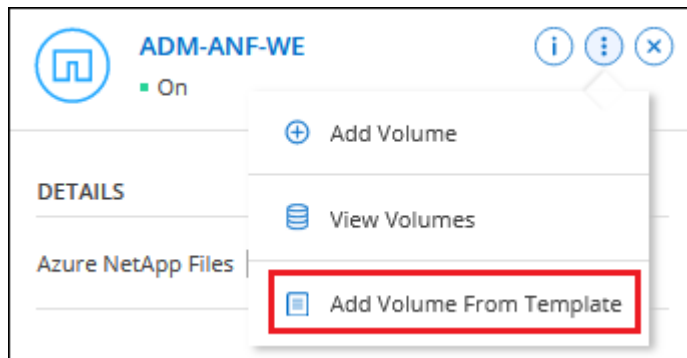 ADM-ANF-WE
On
Add Volume
DETAILS
View Volumes
Azure NetApp Files
Add Volume From Template